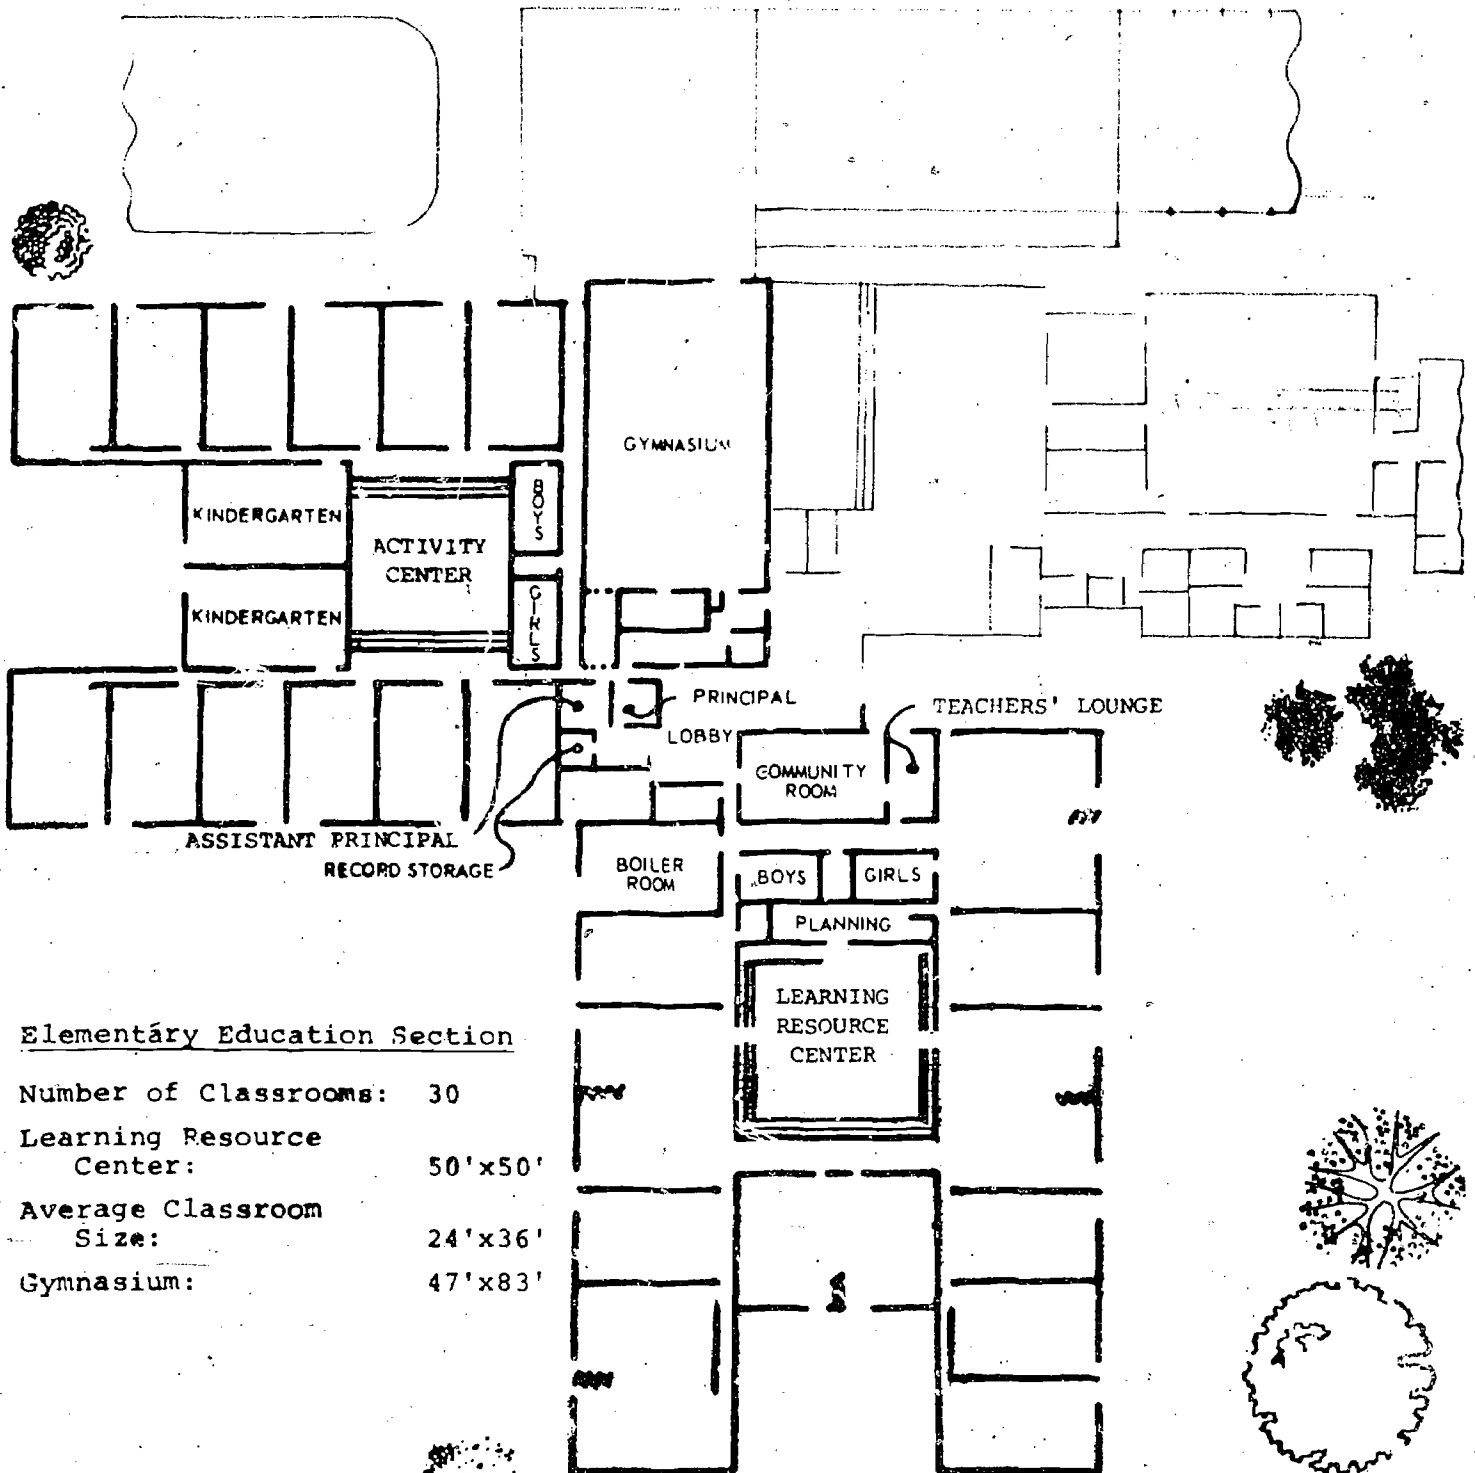 GYMNASIUM
KINDERGARTEN
BOYS
ACTIVITY
CENTER
KINDERGARTEN
GIRLS
PRINCIPAL
TEACHERS' LOUNGE
LOBBY
COMMUNITY
ROOM
ASSISTANT PRINCIPAL
RECORD STORAGE
BOILER
ROOM
BOYS
GIRLS
PLANNING
LEARNING
RESOURCE
CENTER
Elementary Education Section
Number of Classrooms: 30
Learning Resource
Center: 50'x50'
Average Classroom
Size: 24'x36'
Gymnasium: 47'x83'